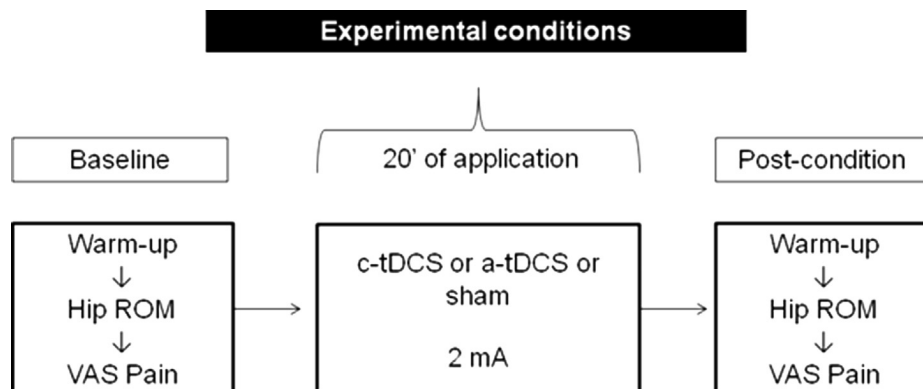 Experimental conditions
Baseline
20' of application
Post-condition
Warm-up
Hip ROM
VAS Pain
c-tDCS or a-tDCS or
sham
2 mA
Warm-up
Hip ROM
VAS Pain